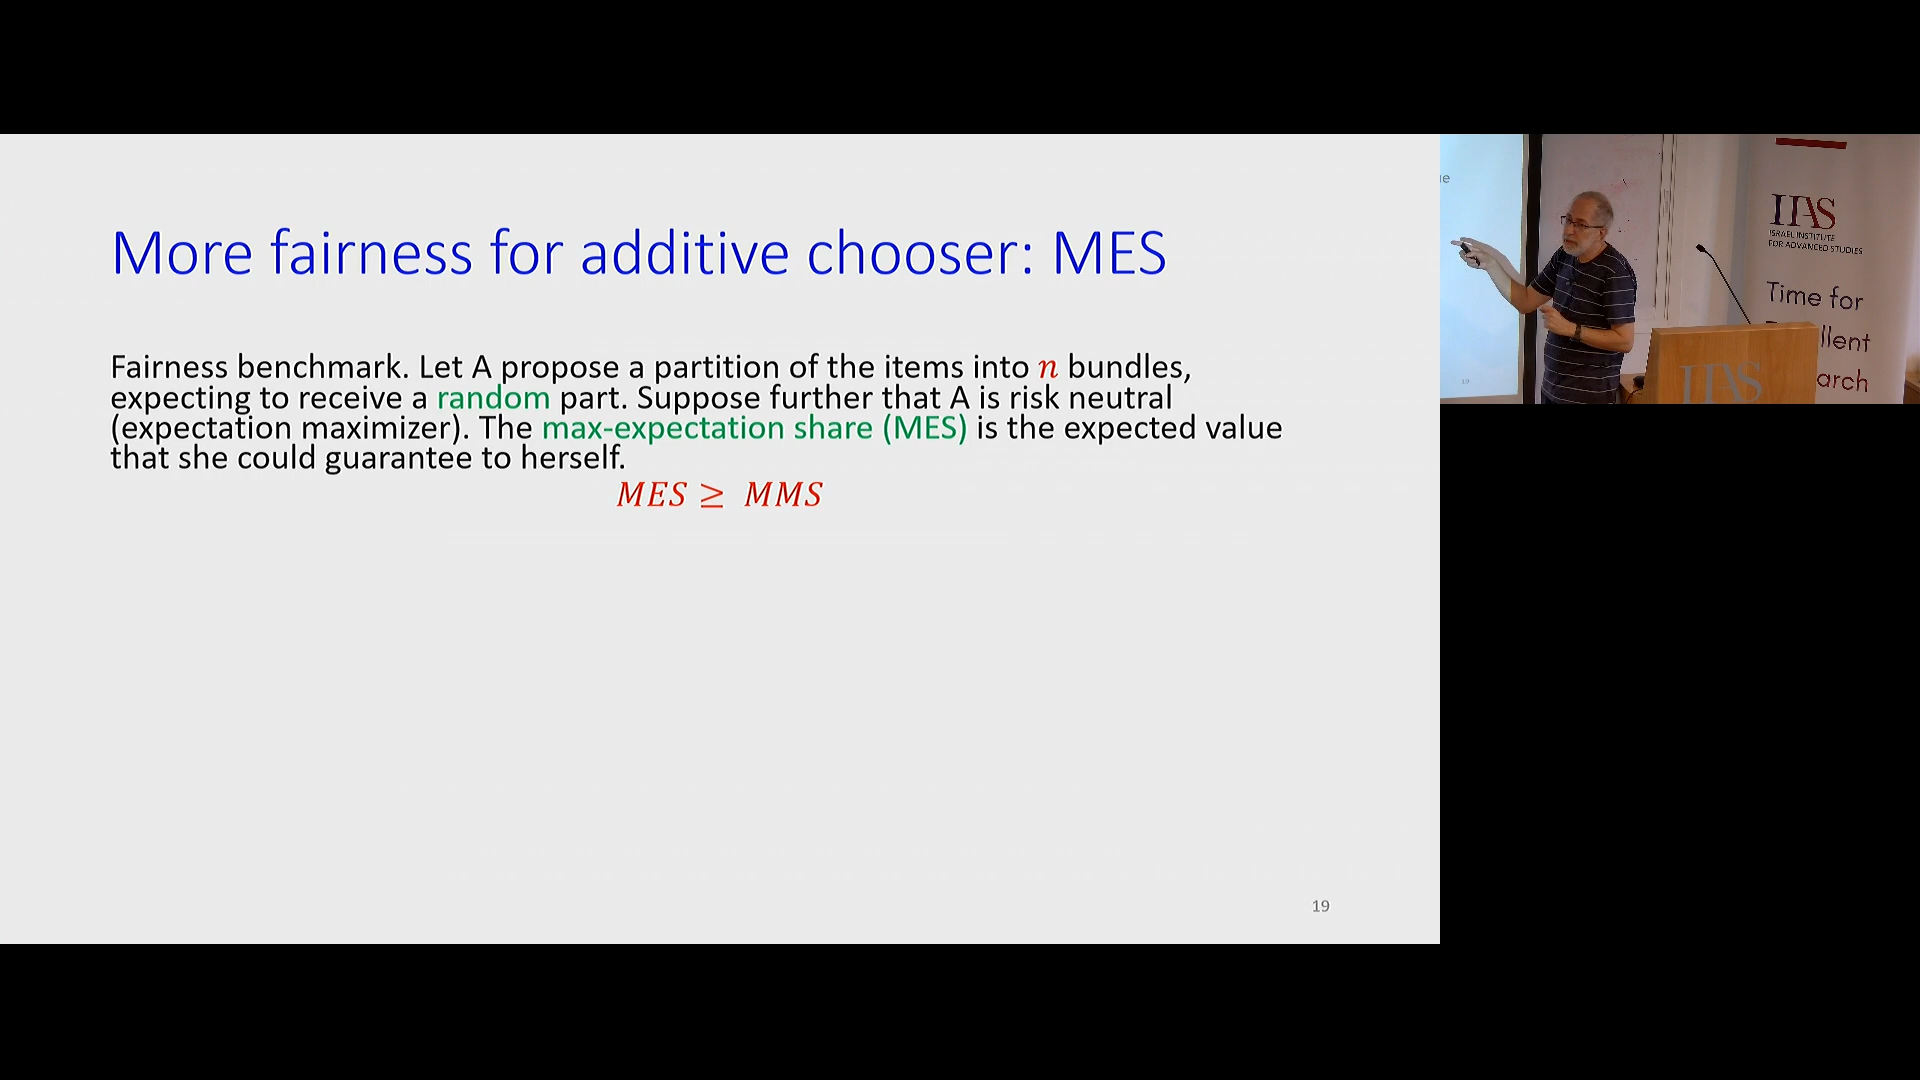 More fairness for additive chooser: MES
Fairness benchmark. Let A propose a partition of the items into n bundles,
expecting to receive a random part. Suppose further that A is risk neutral
(expectation maximizer). The max-expectation share (MES) is the expected value
that she could guarantee to herself.
MES ≥ MMS
19
IIAS
ISRAEL INSTITUTE
FOR ADVANCED STUDIES
Time for
llent
arch
IIAS
19